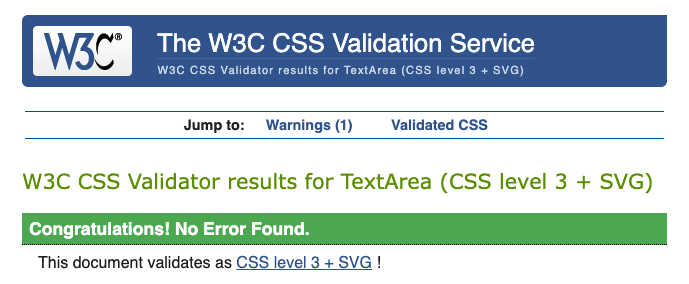 W3C®
The W3C CSS Validation Service
W3C CSS Validator results for TextArea (CSS level 3 + SVG)
Jump to: Warnings (1) Validated CSS
W3C CSS Validator results for TextArea (CSS level 3 + SVG)
Congratulations! No Error Found.
This document validates as CSS level 3 + SVG !